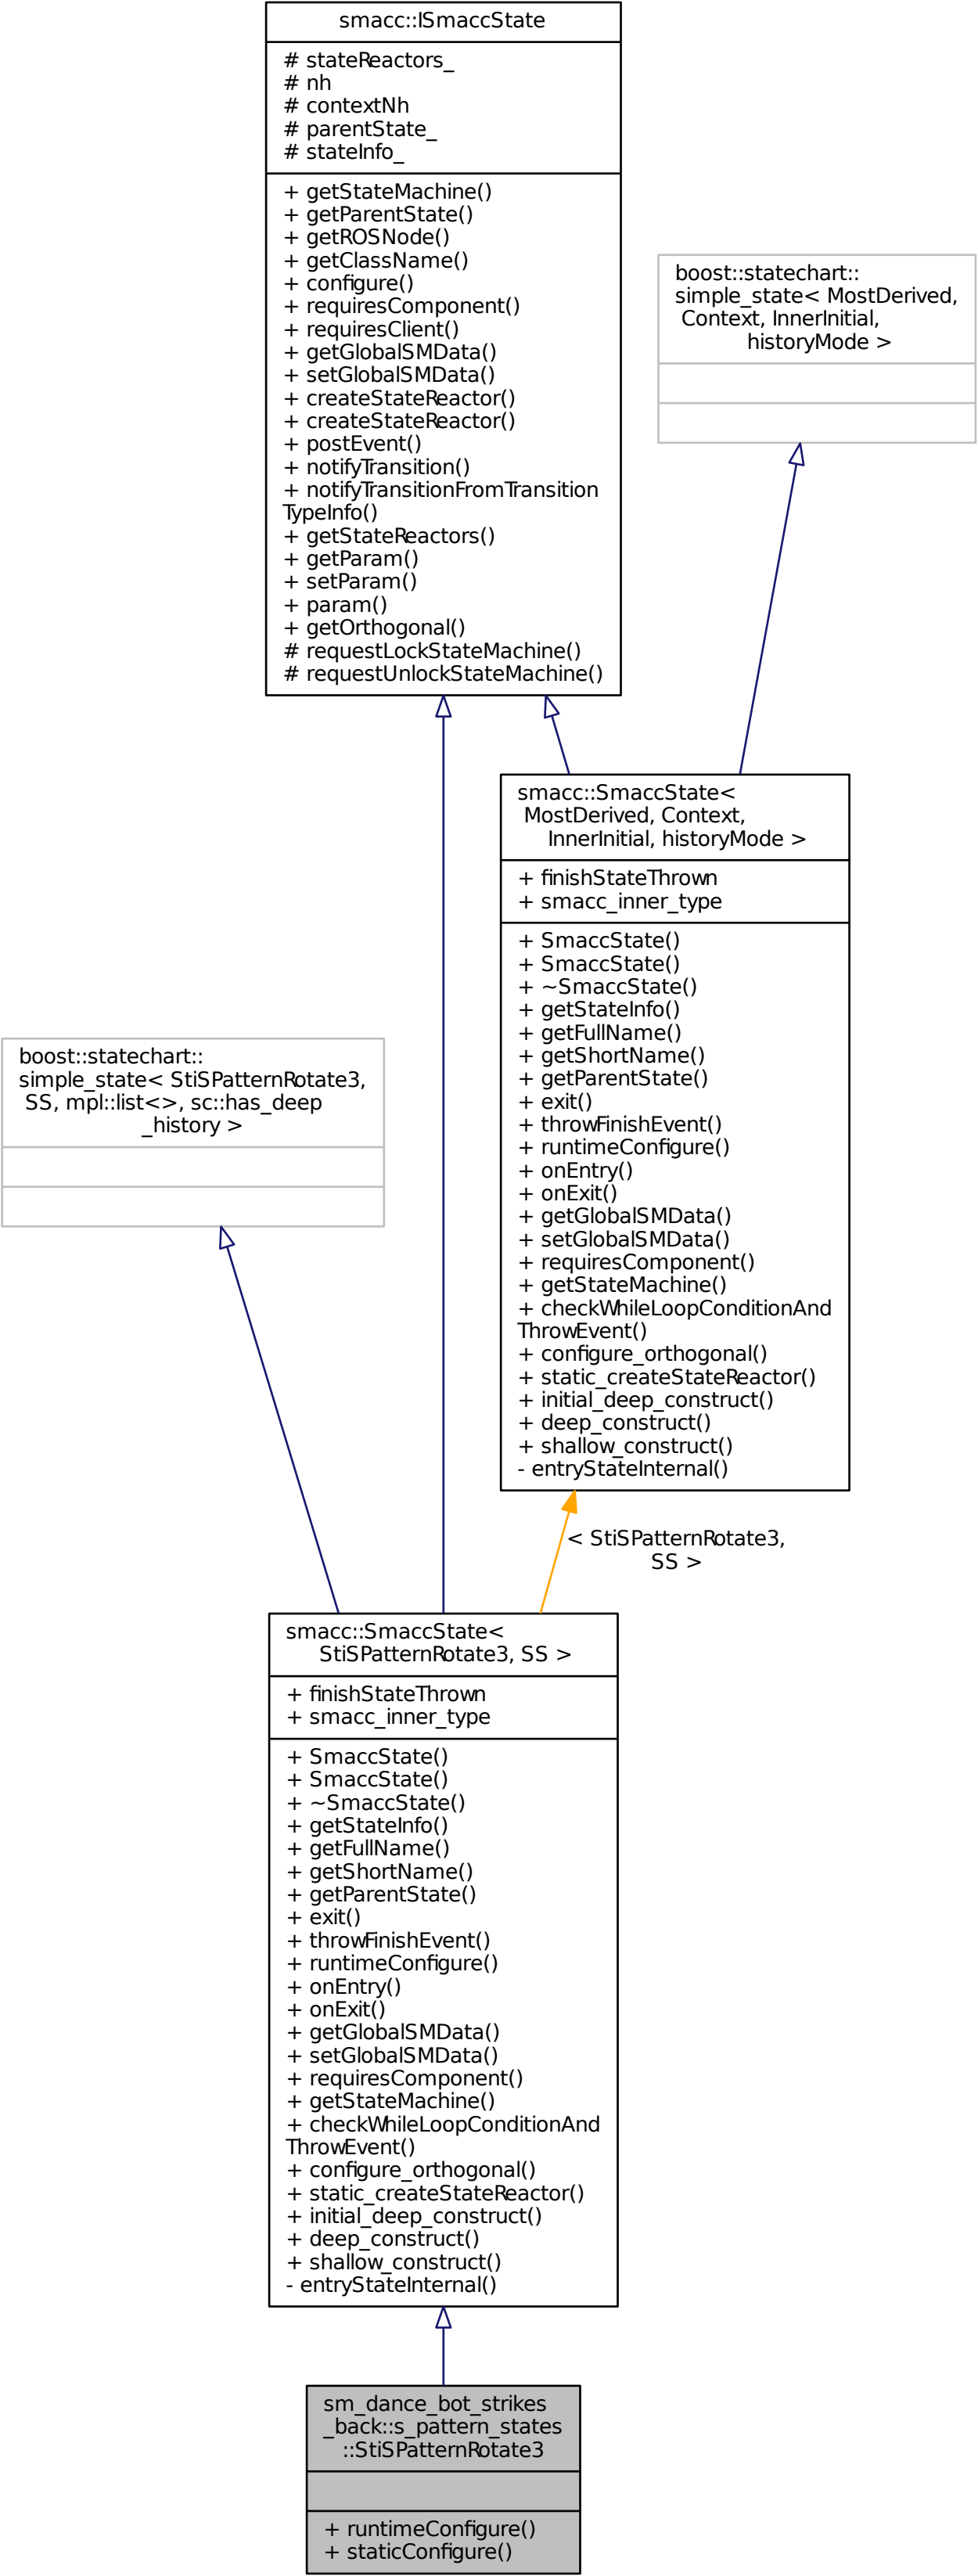 smacc::ISmaccState
# stateReactors_
# nh
# contextNh
# parentState_
# stateInfo_
+ getStateMachine()
+ getParentState()
+ getROSNode()
+ getClassName()
+ configure()
+ requiresComponent()
+ requiresClient()
+ getGlobalSMData()
+ setGlobalSMData()
+ createStateReactor()
+ createStateReactor()
+ postEvent()
+ notifyTransition()
+ notifyTransitionFromTransition
TypeInfo()
+ getStateReactors()
+ getParam()
+ setParam()
+ param()
+ getOrthogonal()
# requestLockStateMachine()
# requestUnlockStateMachine()
boost::statechart::
simple_state< MostDerived,
Context, InnerInitial,
historyMode >
smacc::SmaccState<
MostDerived, Context,
InnerInitial, historyMode >
+ finishStateThrown
+ smacc_inner_type
+ SmaccState()
+ SmaccState()
+ ~SmaccState()
+ getStateInfo()
+ getFullName()
+ getShortName()
+ getParentState()
+ exit()
+ throwFinishEvent()
+ runtimeConfigure()
+ onEntry()
+ onExit()
+ getGlobalSMData()
+ setGlobalSMData()
+ requiresComponent()
+ getStateMachine()
+ checkWhileLoopConditionAnd
ThrowEvent()
+ configure_orthogonal()
+ static_createStateReactor()
+ initial_deep_construct()
+ deep_construct()
+ shallow_construct()
- entryStateInternal()
boost::statechart::
simple_state< StiSPatternRotate3,
SS, mpl::list<>, sc::has_deep
_history >
< StiSPatternRotate3,
SS >
smacc::SmaccState<
StiSPatternRotate3, SS >
+ finishStateThrown
+ smacc_inner_type
+ SmaccState()
+ SmaccState()
+ ~SmaccState()
+ getStateInfo()
+ getFullName()
+ getShortName()
+ getParentState()
+ exit()
+ throwFinishEvent()
+ runtimeConfigure()
+ onEntry()
+ onExit()
+ getGlobalSMData()
+ setGlobalSMData()
+ requiresComponent()
+ getStateMachine()
+ checkWhileLoopConditionAnd
ThrowEvent()
+ configure_orthogonal()
+ static_createStateReactor()
+ initial_deep_construct()
+ deep_construct()
+ shallow_construct()
- entryStateInternal()
sm_dance_bot_strikes
_back::s_pattern_states
::StiSPatternRotate3
+ runtimeConfigure()
+ staticConfigure()